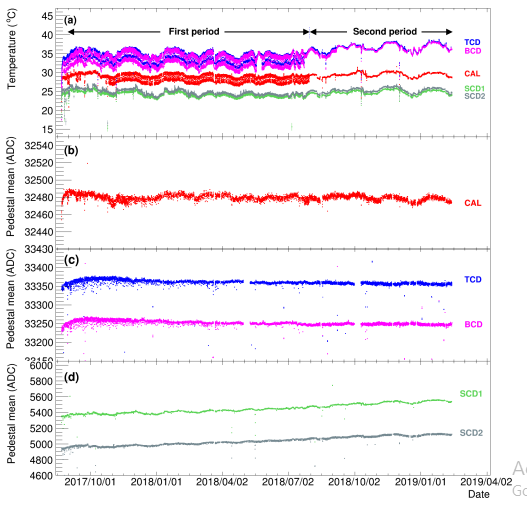 (a)
First period
Second period
Temperature (°C)
45
40
35
30
25
20
15
TCD
BCD
CAL
SCD1
SCD2
(b)
Pedestal mean (ADC)
32540
32520
32500
32480
32460
32440
33430
CAL
(c)
Pedestal mean (ADC)
33400
33350
33300
33250
33150
TCD
BCD
(d)
Pedestal mean (ADC)
6000
5800
5600
5400
5200
5000
4800
4600
SCD1
SCD2
2017/10/01
2018/01/01
2018/04/02
2018/07/02
2018/10/02
2019/01/01
2019/04/02
Date